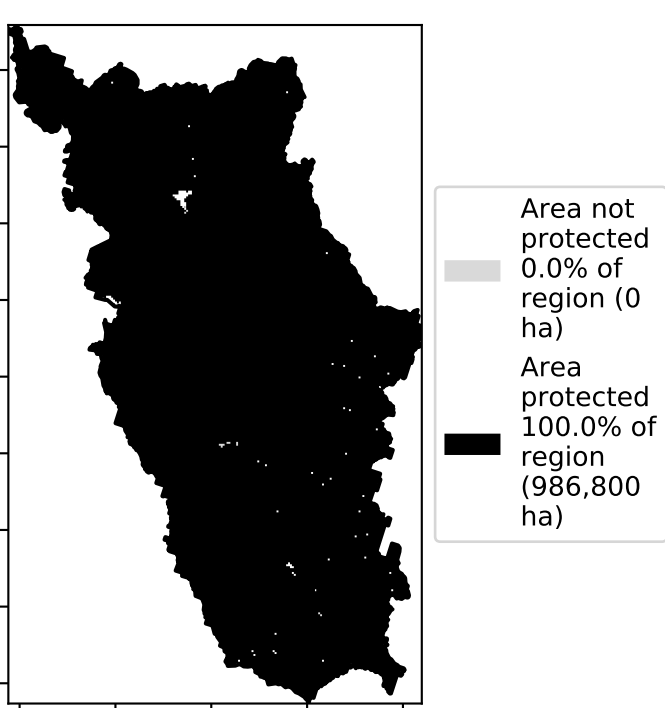 Area not
protected
0.0% of
region (0
ha)
Area
protected
100.0% of
region
(986,800
ha)